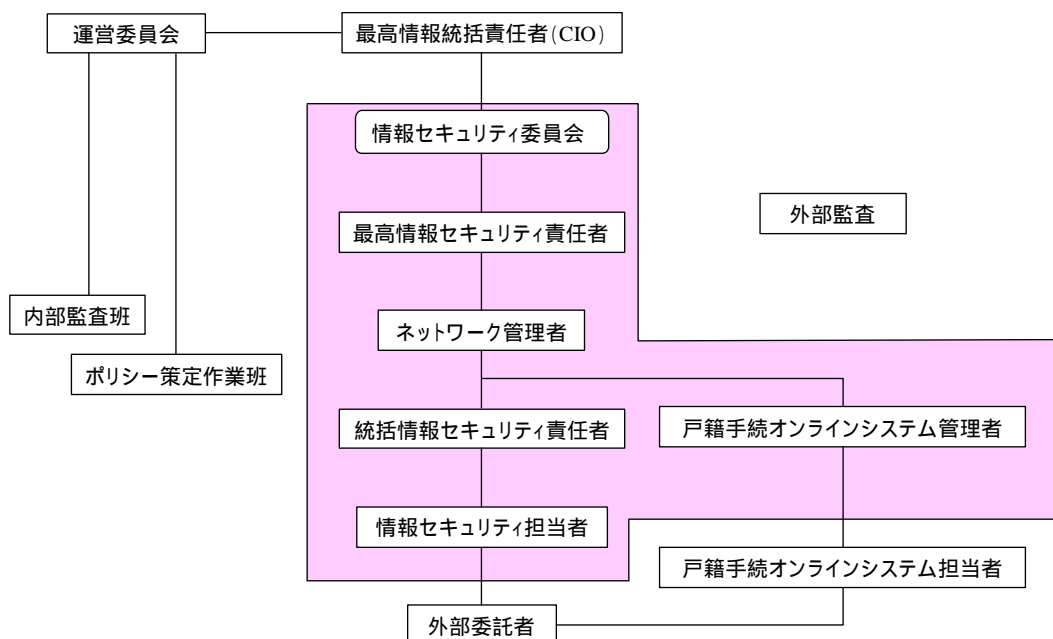 運営委員会
最高情報統括責任者(CIO)
情報セキュリティ委員会
最高情報セキュリティ責任者
外部監査
内部監査班
ネットワーク管理者
ポリシー策定作業班
統括情報セキュリティ責任者
戸籍手続オンラインシステム管理者
情報セキュリティ担当者
戸籍手続オンラインシステム担当者
外部委託者